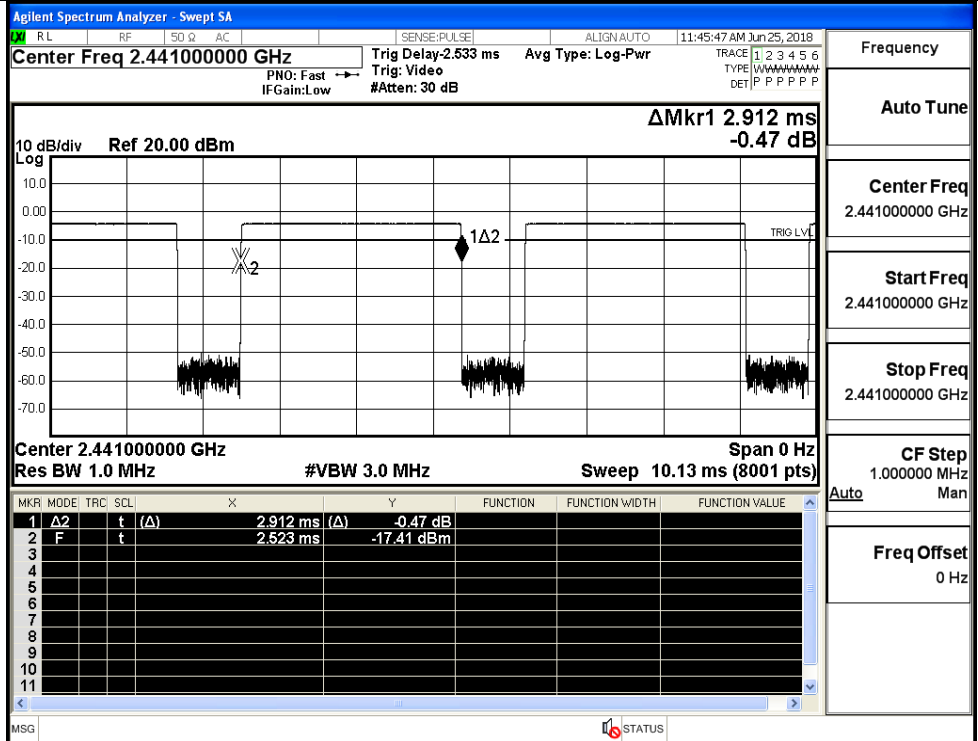 Agilent Spectrum Analyzer - Swept SA
LXI RL RF 50 Ω AC SENSE:PULSE ALIGN AUTO 11:45:47 AM Jun 25, 2018
Center Freq 2.441000000 GHz
PNO: Fast
IFGain:Low
Trig Delay-2.533 ms
Trig: Video
#Atten: 30 dB
Avg Type: Log-Pwr
TRACE 1 2 3 4 5 6
TYPE WWWWWW
DET P P P P P P
ΔMkr1 2.912 ms
-0.47 dB
10 dB/div Ref 20.00 dBm
Log
10.0
0.00
-10.0
-20.0
-30.0
-40.0
-50.0
-60.0
-70.0
1Δ2
TRIG LVL
2
Center 2.441000000 GHz Span 0 Hz
Res BW 1.0 MHz #VBW 3.0 MHz Sweep 10.13 ms (8001 pts)
MKR MODE TRC SCL X Y FUNCTION FUNCTION WIDTH FUNCTION VALUE
1 Δ2 t (Δ) 2.912 ms (Δ) -0.47 dB
2 F t 2.523 ms -17.41 dBm
3
4
5
6
7
8
9
10
11
MSG STATUS
Frequency
Auto Tune
Center Freq
2.441000000 GHz
Start Freq
2.441000000 GHz
Stop Freq
2.441000000 GHz
CF Step
1.000000 MHz
Auto Man
Freq Offset
0 Hz